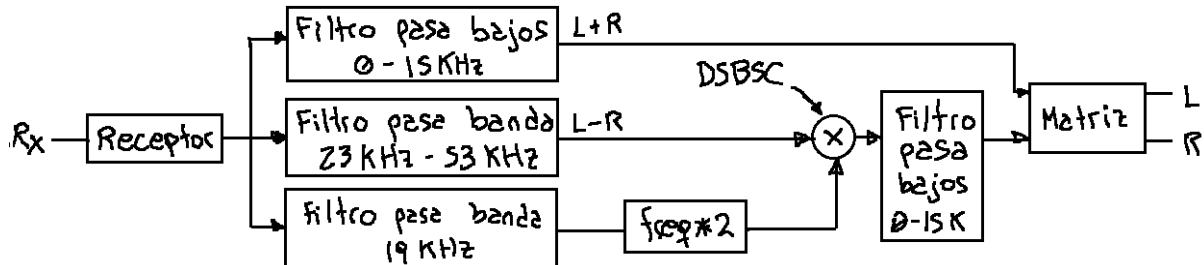 Filtro pasa bajos
0-15 KHz
L+R
DSBSC
Rx
Receptor
Filtro pasa banda
23 KHz - 53 KHz
L-R
X
Filtro
pasa
bajos
0-15K
Matriz
L
R
Filtro pasa banda
19 KHz
freq*2